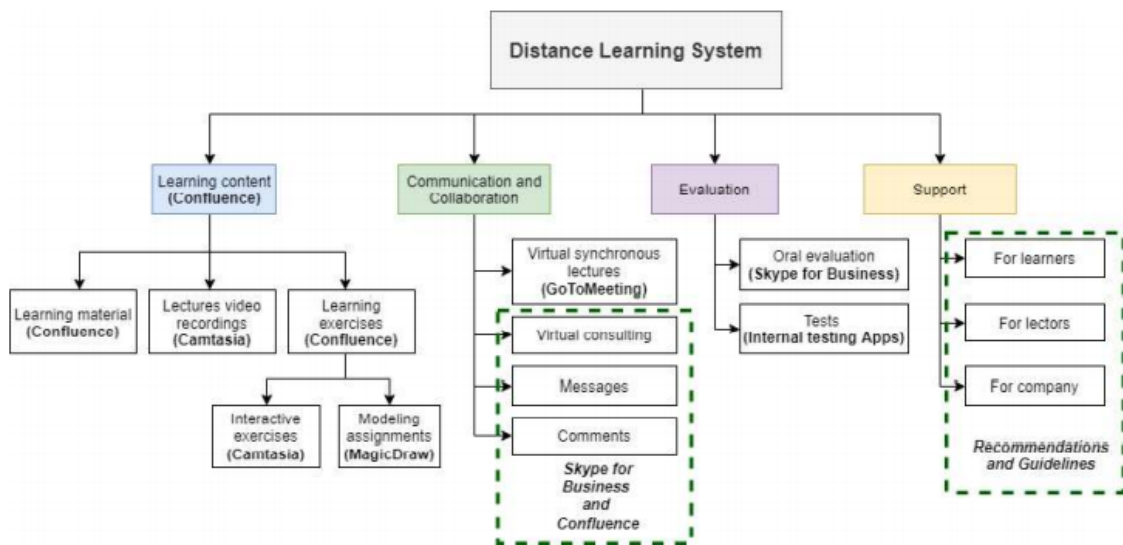 Distance Learning System
Learning content
(Confluence)
Communication and
Collaboration
Evaluation
Support
Learning material
(Confluence)
Lectures video
recordings
(Camtasia)
Learning
exercises
(Confluence)
Interactive
exercises
(Camtasia)
Modeling
assignments
(MagicDraw)
Virtual synchronous
lectures
(GoToMeeting)
Virtual consulting
Messages
Comments
Skype for
Business
and
Confluence
Oral evaluation
(Skype for Business)
Tests
(Internal testing Apps)
For learners
For lectors
For company
Recommendations
and Guidelines